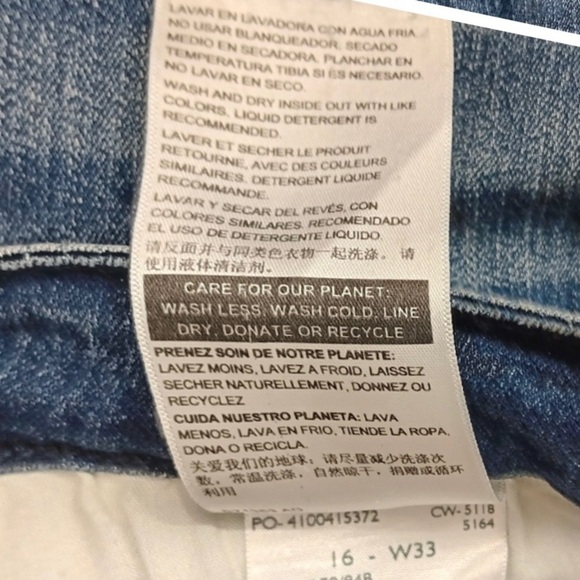 LAVAR EN LAVADORA CON AGUA FRIA.
NO USAR BLANQUEADOR. SECADO
MEDIO EN SECADORA. PLANCHAR EN
TEMPERATURA TIBIA SI ES NECESARIO.
NO LAVAR EN SECO.
WASH AND DRY INSIDE OUT WITH LIKE
COLORS. LIQUID DETERGENT IS
RECOMMENDED.
LAVER ET SECHER LE PRODUIT
RETOURNE, AVEC DES COULEURS
SIMILAIRES. DETERGENT LIQUIDE
RECOMMANDE.
LAVAR Y SECAR DEL REVÉS, CON
COLORES SIMILARES. RECOMENDADO
EL USO DE DETERGENTE LÍQUIDO.
请反面并与同类色衣物一起洗涤。请
使用液体清洁剂。
CARE FOR OUR PLANET:
WASH LESS, WASH COLD, LINE
DRY, DONATE OR RECYCLE
PRENEZ SOIN DE NOTRE PLANETE:
LAVEZ MOINS, LAVEZ A FROID, LAISSEZ
SECHER NATURELLEMENT, DONNEZ OU
RECYCLEZ
CUIDA NUESTRO PLANETA: LAVA
MENOS, LAVA EN FRIO, TIENDE LA ROPA,
DONA O RECICLA.
关爱我们的地球：请尽量减少洗涤次
数，常温洗涤，自然晾干，捐赠或循环
利用
PO- 4100415372 CW- 5118
5164
16 - W33